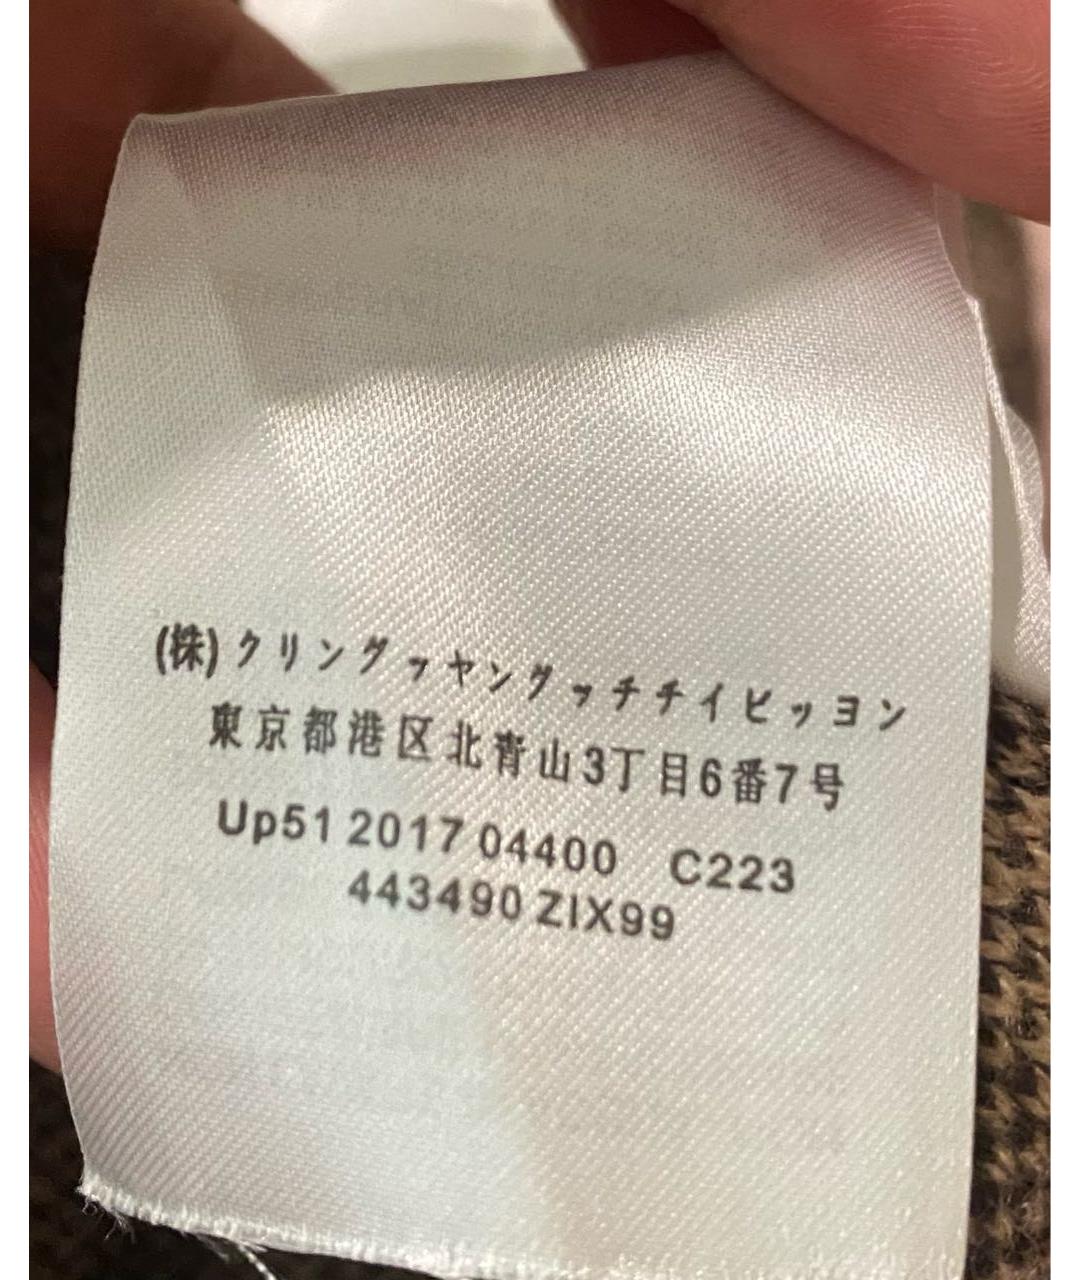 (株)クリングッヤングッチチイビッヨン
東京都港区北青山3丁目6番7号
Up51 2017 04400 C223
443490 ZIX99